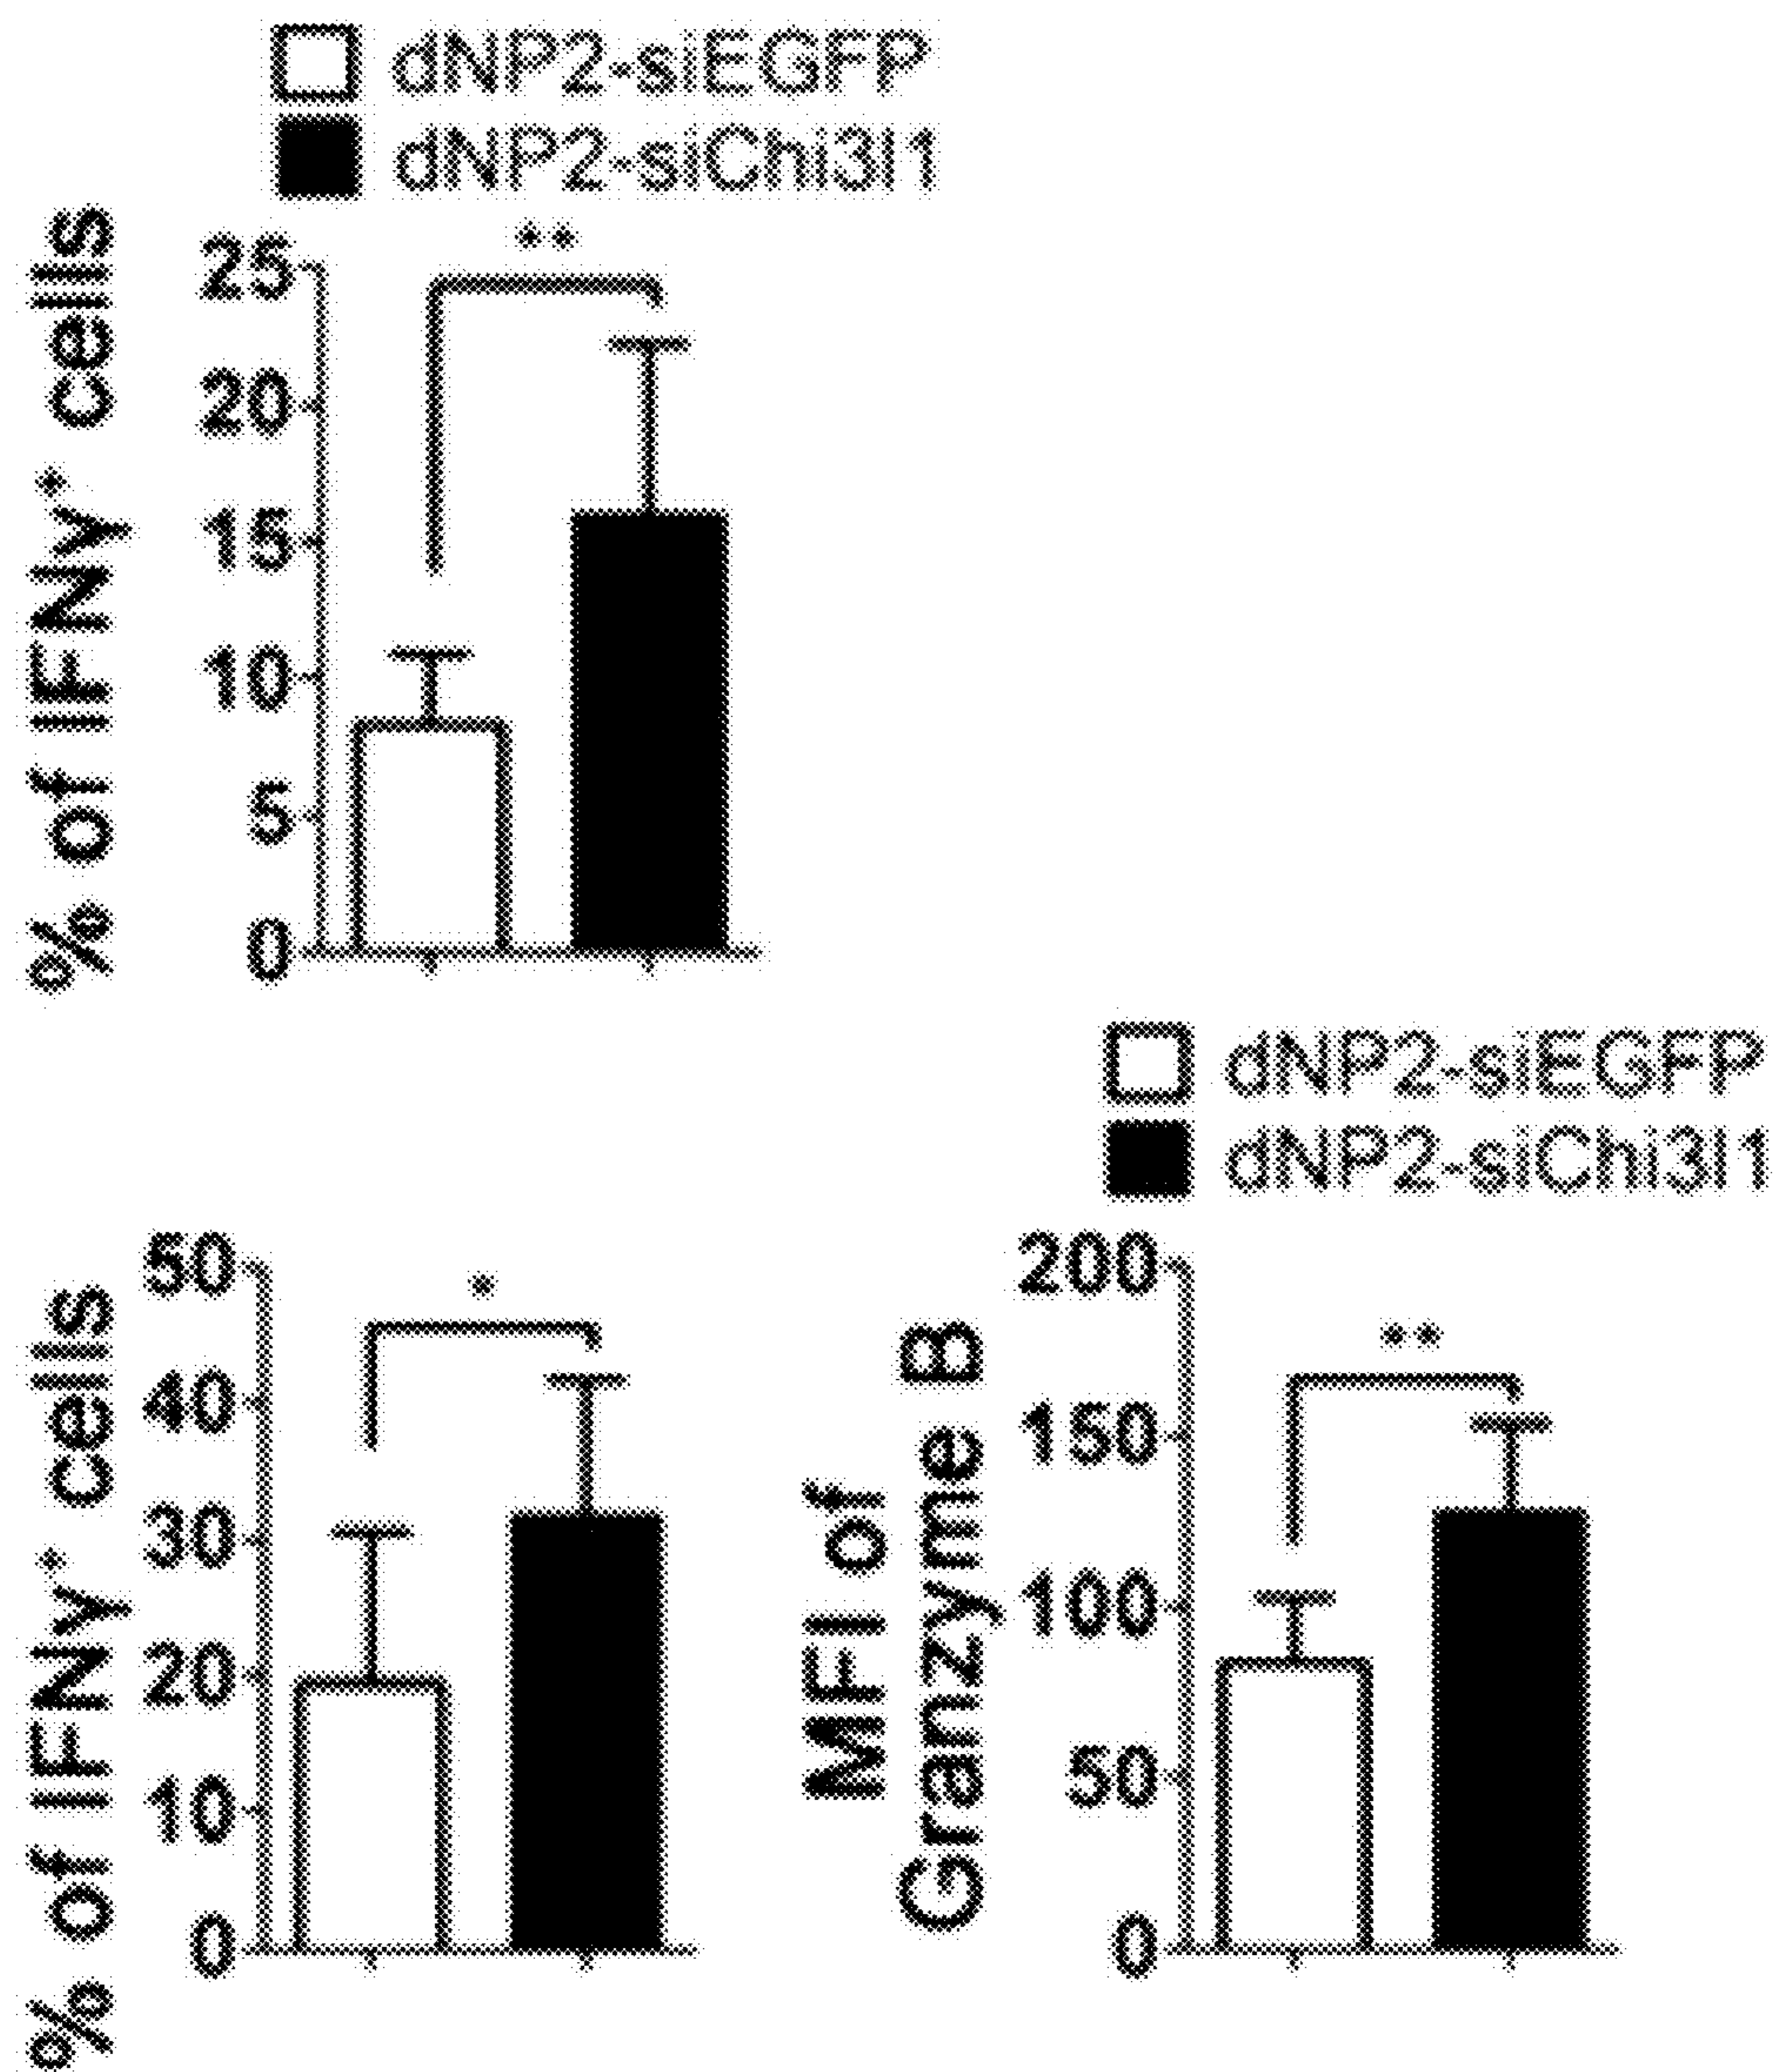 dNP2-siEGFP
dNP2-siChi3l1
% of IFNγ⁺ cells
**
25
20
15
10
5
0
dNP2-siEGFP
dNP2-siChi3l1
% of IFNγ⁺ cells
*
50
40
30
20
10
0
MFI of
Granzyme B
**
200
150
100
50
0